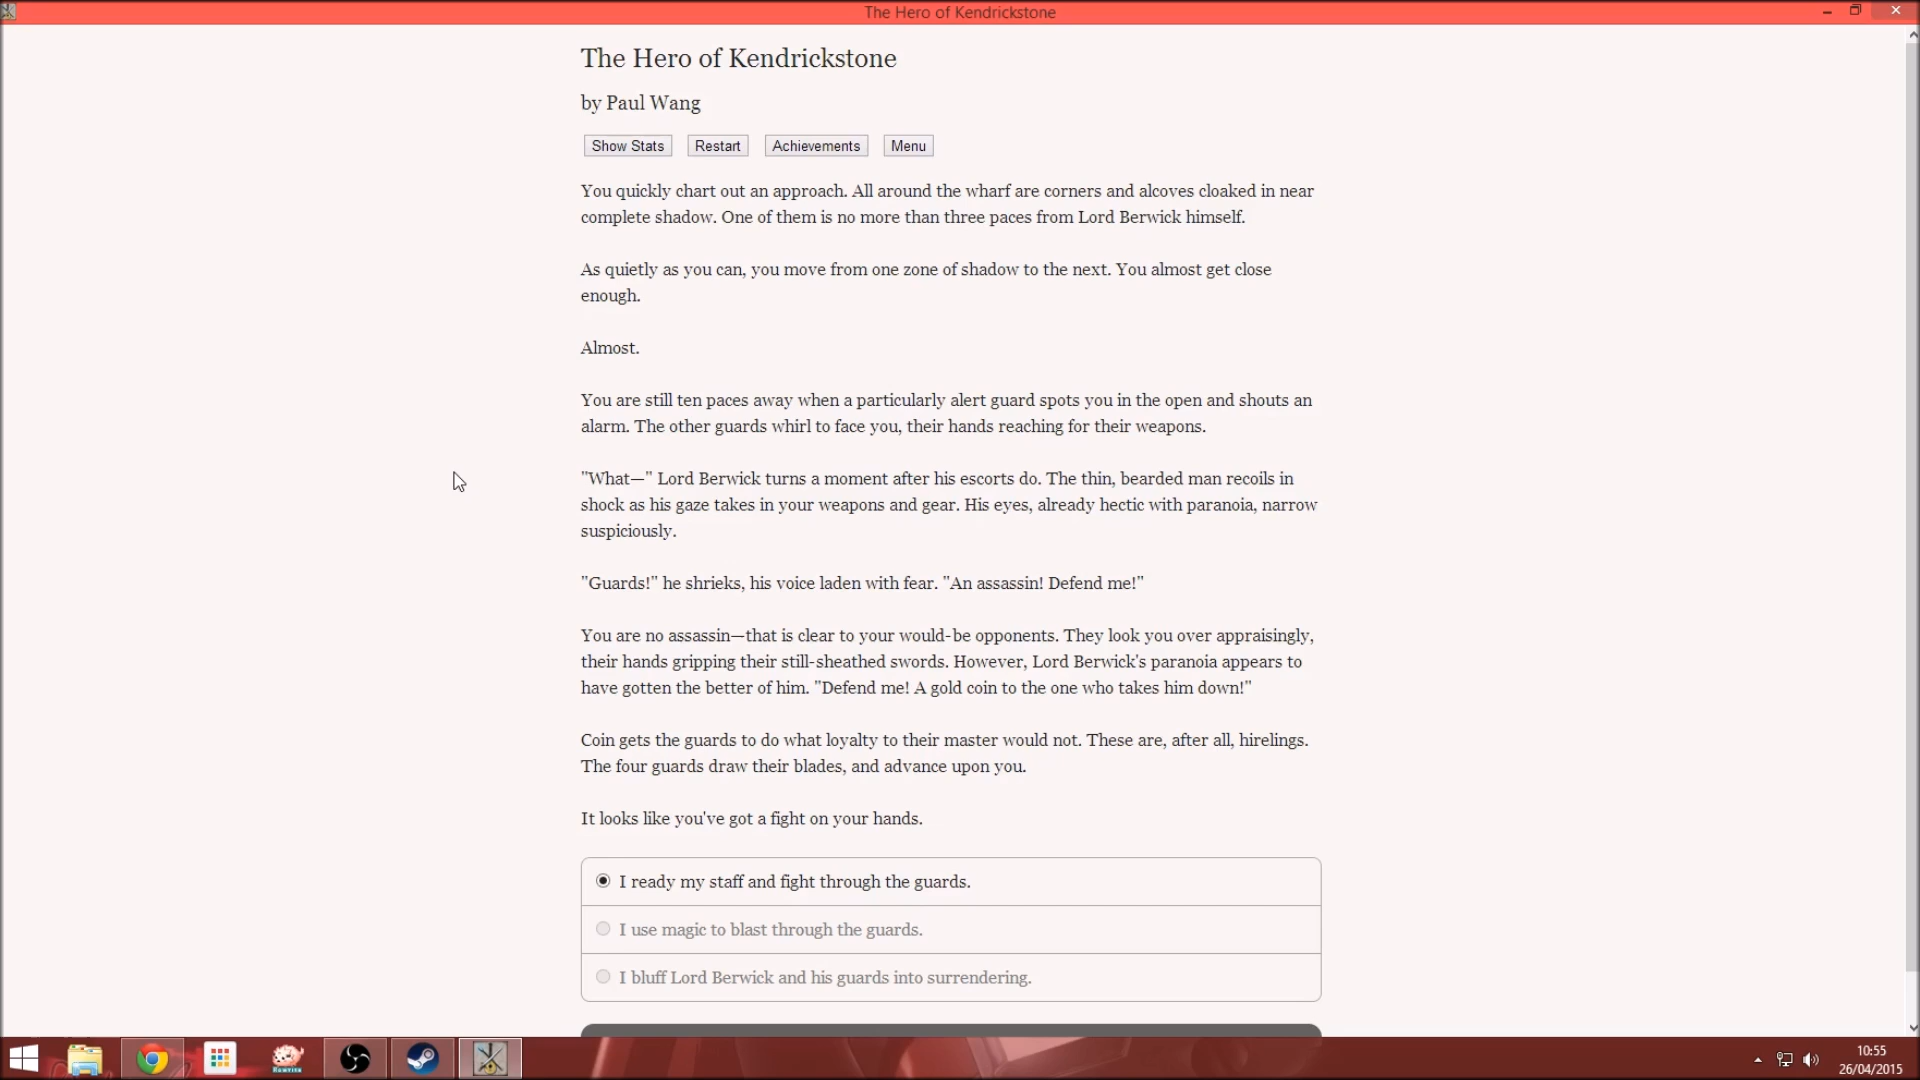 The Hero of Kendrickstone
The Hero of Kendrickstone
by Paul Wang
Show Stats Restart Achievements Menu
You quickly chart out an approach. All around the wharf are corners and alcoves cloaked in near
complete shadow. One of them is no more than three paces from Lord Berwick himself.
As quietly as you can, you move from one zone of shadow to the next. You almost get close
enough.
Almost.
You are still ten paces away when a particularly alert guard spots you in the open and shouts an
alarm. The other guards whirl to face you, their hands reaching for their weapons.
"What—" Lord Berwick turns a moment after his escorts do. The thin, bearded man recoils in
shock as his gaze takes in your weapons and gear. His eyes, already hectic with paranoia, narrow
suspiciously.
"Guards!" he shrieks, his voice laden with fear. "An assassin! Defend me!"
You are no assassin—that is clear to your would-be opponents. They look you over appraisingly,
their hands gripping their still-sheathed swords. However, Lord Berwick's paranoia appears to
have gotten the better of him. "Defend me! A gold coin to the one who takes him down!"
Coin gets the guards to do what loyalty to their master would not. These are, after all, hirelings.
The four guards draw their blades, and advance upon you.
It looks like you've got a fight on your hands.
I ready my staff and fight through the guards.
I use magic to blast through the guards.
I bluff Lord Berwick and his guards into surrendering.
10:55
26/04/2015